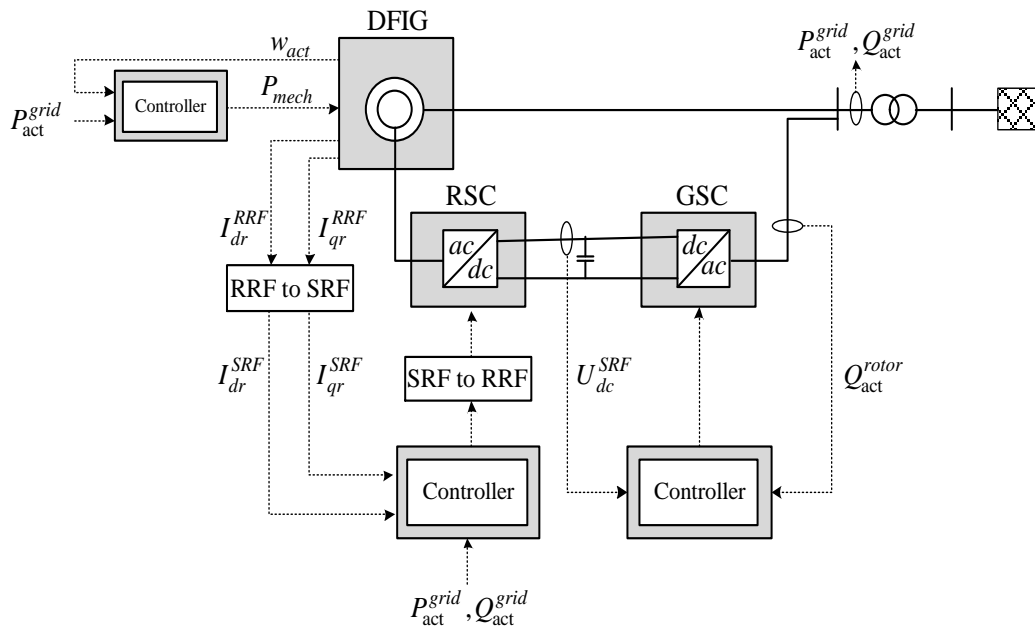 DFIG
P_act^grid , Q_act^grid
w_act
P_mech
Controller
P_act^grid
RSC
GSC
I_dr^RRF
I_qr^RRF
ac
dc
dc
ac
RRF to SRF
I_dr^SRF
I_qr^SRF
SRF to RRF
U_dc^SRF
Q_act^rotor
Controller
Controller
P_act^grid , Q_act^grid